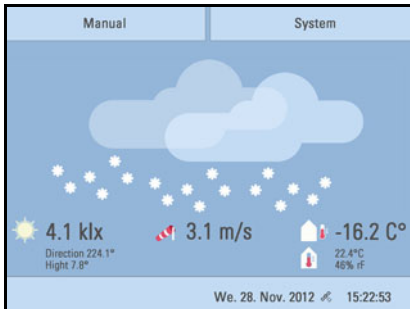 Manual System
4.1 klx 3.1 m/s -16.2 C°
Direction 224.1° 22.4°C
Hight 7.8° 46% rF
We. 28. Nov. 2012 15:22:53